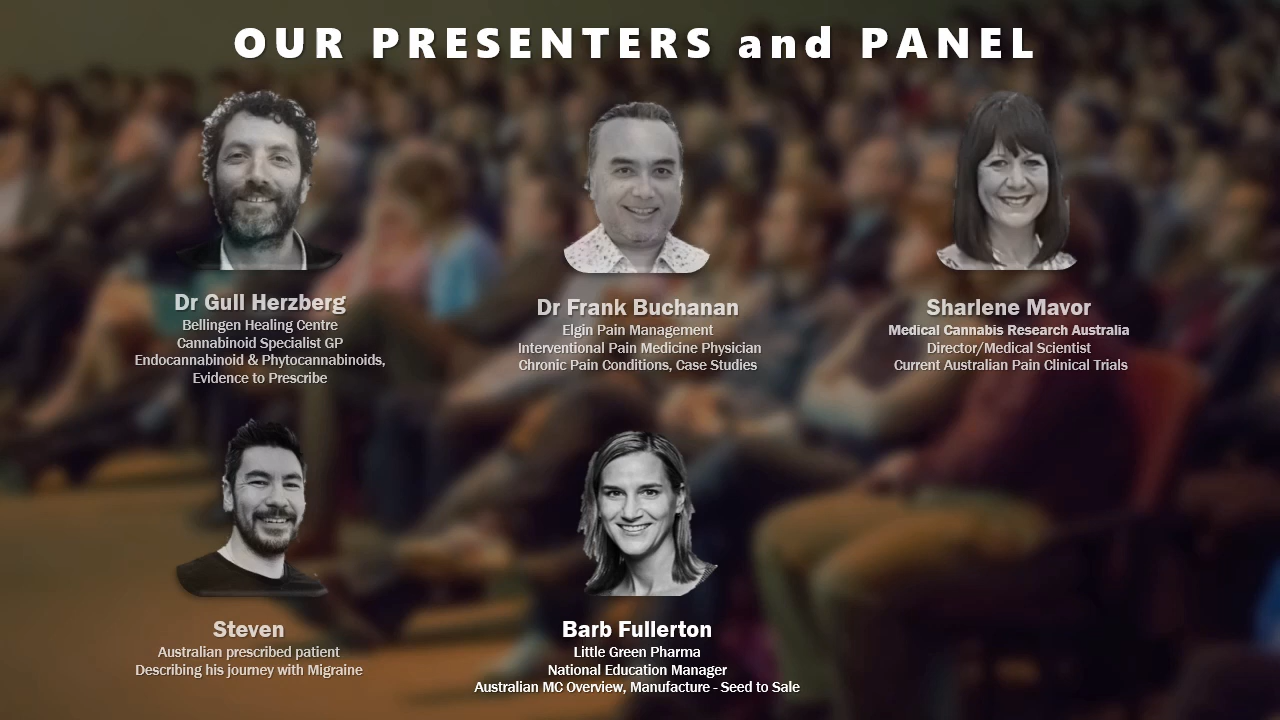 OUR PRESENTERS and PANEL
Dr Gull Herzberg
Bellingen Healing Centre
Cannabinoid Specialist GP
Endocannabinoid & Phytocannabinoids,
Evidence to Prescribe
Dr Frank Buchanan
Elgin Pain Management
Interventional Pain Medicine Physician
Chronic Pain Conditions, Case Studies
Sharlene Mavor
Medical Cannabis Research Australia
Director/Medical Scientist
Current Australian Pain Clinical Trials
Steven
Australian prescribed patient
Describing his journey with Migraine
Barb Fullerton
Little Green Pharma
National Education Manager
Australian MC Overview, Manufacture - Seed to Sale